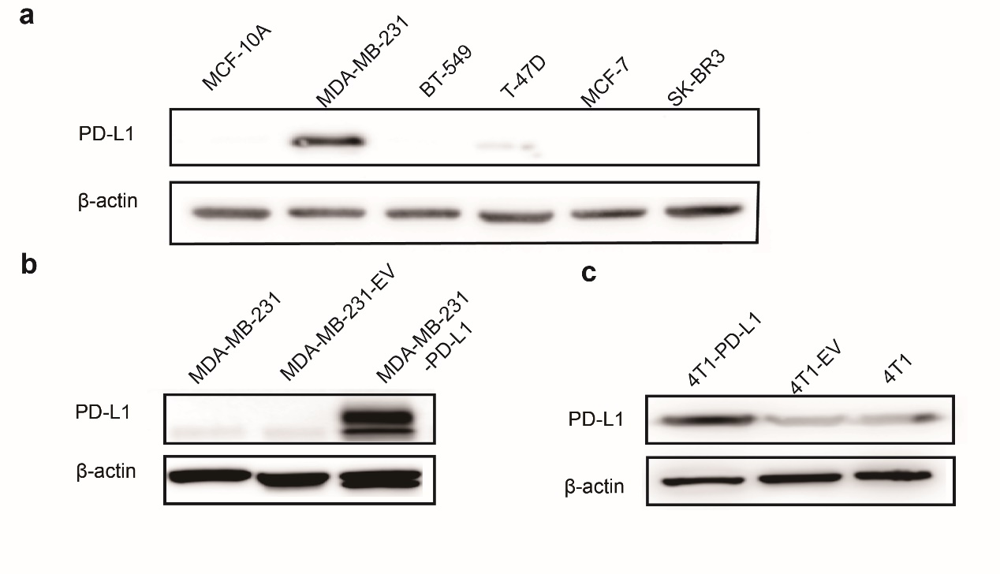 a
MCF-10A
MDA-MB-231
BT-549
T-47D
MCF-7
SK-BR3
PD-L1
β-actin
b
MDA-MB-231
MDA-MB-231-EV
MDA-MB-231
-PD-L1
PD-L1
β-actin
c
4T1-PD-L1
4T1-EV
4T1
PD-L1
β-actin